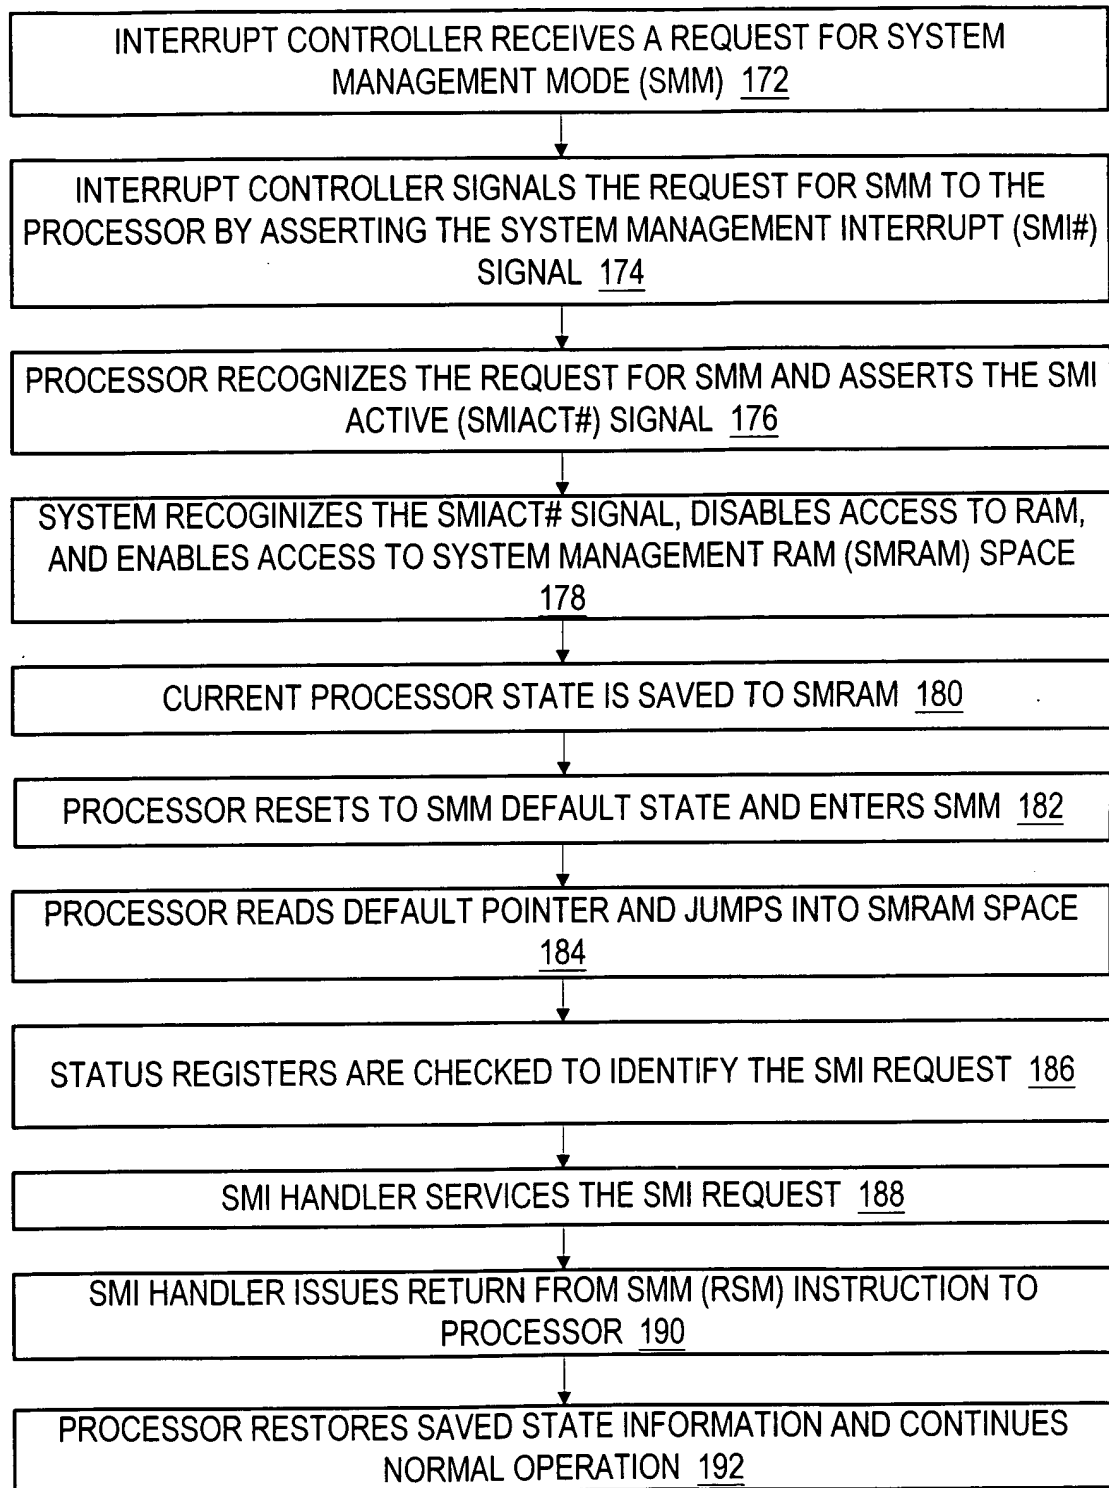 INTERRUPT CONTROLLER RECEIVES A REQUEST FOR SYSTEM
MANAGEMENT MODE (SMM) 172
INTERRUPT CONTROLLER SIGNALS THE REQUEST FOR SMM TO THE
PROCESSOR BY ASSERTING THE SYSTEM MANAGEMENT INTERRUPT (SMI#)
SIGNAL 174
PROCESSOR RECOGNIZES THE REQUEST FOR SMM AND ASSERTS THE SMI
ACTIVE (SMIACT#) SIGNAL 176
SYSTEM RECOGINIZES THE SMIACT# SIGNAL, DISABLES ACCESS TO RAM,
AND ENABLES ACCESS TO SYSTEM MANAGEMENT RAM (SMRAM) SPACE
178
CURRENT PROCESSOR STATE IS SAVED TO SMRAM 180
PROCESSOR RESETS TO SMM DEFAULT STATE AND ENTERS SMM 182
PROCESSOR READS DEFAULT POINTER AND JUMPS INTO SMRAM SPACE
184
STATUS REGISTERS ARE CHECKED TO IDENTIFY THE SMI REQUEST 186
SMI HANDLER SERVICES THE SMI REQUEST 188
SMI HANDLER ISSUES RETURN FROM SMM (RSM) INSTRUCTION TO
PROCESSOR 190
PROCESSOR RESTORES SAVED STATE INFORMATION AND CONTINUES
NORMAL OPERATION 192